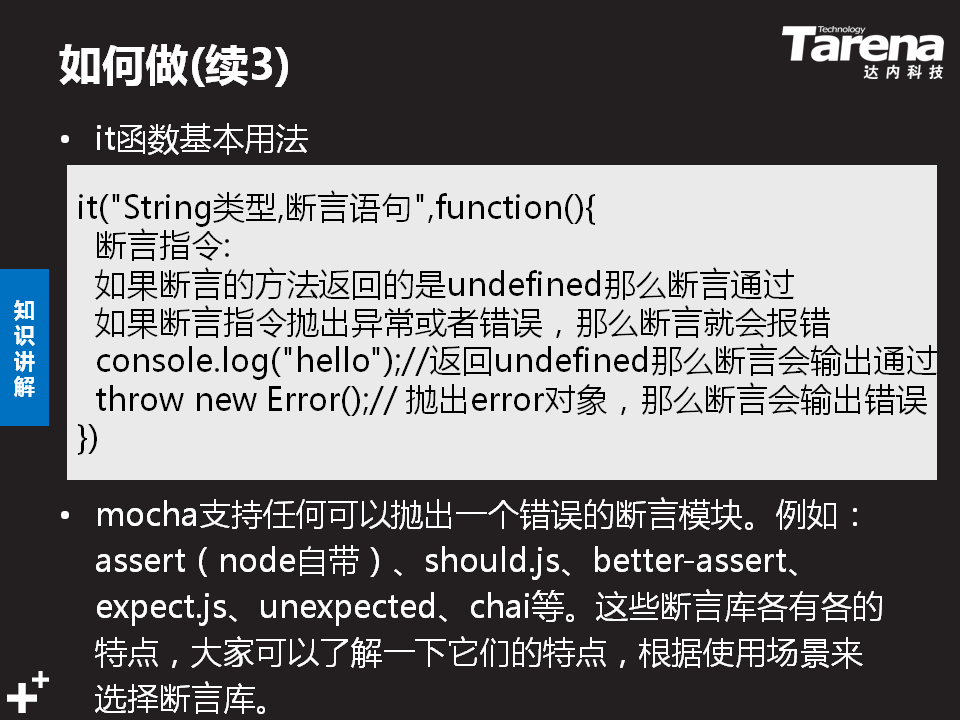 如何做(续3)
Technology
Tarena
达内科技
• it函数基本用法
it("String类型,断言语句",function(){
断言指令:
如果断言的方法返回的是undefined那么断言通过
如果断言指令抛出异常或者错误，那么断言就会报错
console.log("hello");//返回undefined那么断言会输出通过
throw new Error();// 抛出error对象，那么断言会输出错误
})
知识讲解
• mocha支持任何可以抛出一个错误的断言模块。例如：
assert（node自带）、should.js、better-assert、
expect.js、unexpected、chai等。这些断言库各有各的
特点，大家可以了解一下它们的特点，根据使用场景来
选择断言库。